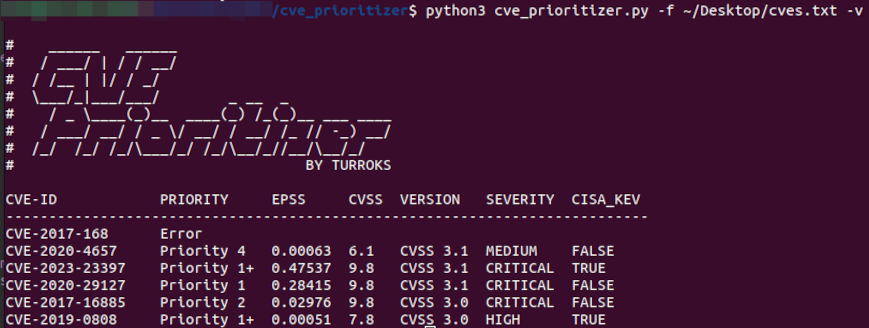 /cve_prioritizer$ python3 cve_prioritizer.py -f ~/Desktop/cves.txt -v
CVE
Prioritizer
BY TURROKS
CVE-ID PRIORITY EPSS CVSS VERSION SEVERITY CISA_KEV
CVE-2017-168 Error
CVE-2020-4657 Priority 4 0.00063 6.1 CVSS 3.1 MEDIUM FALSE
CVE-2023-23397 Priority 1+ 0.47537 9.8 CVSS 3.1 CRITICAL TRUE
CVE-2020-29127 Priority 1 0.28415 9.8 CVSS 3.1 CRITICAL FALSE
CVE-2017-16885 Priority 2 0.02976 9.8 CVSS 3.0 CRITICAL FALSE
CVE-2019-0808 Priority 1+ 0.00051 7.8 CVSS 3.0 HIGH TRUE